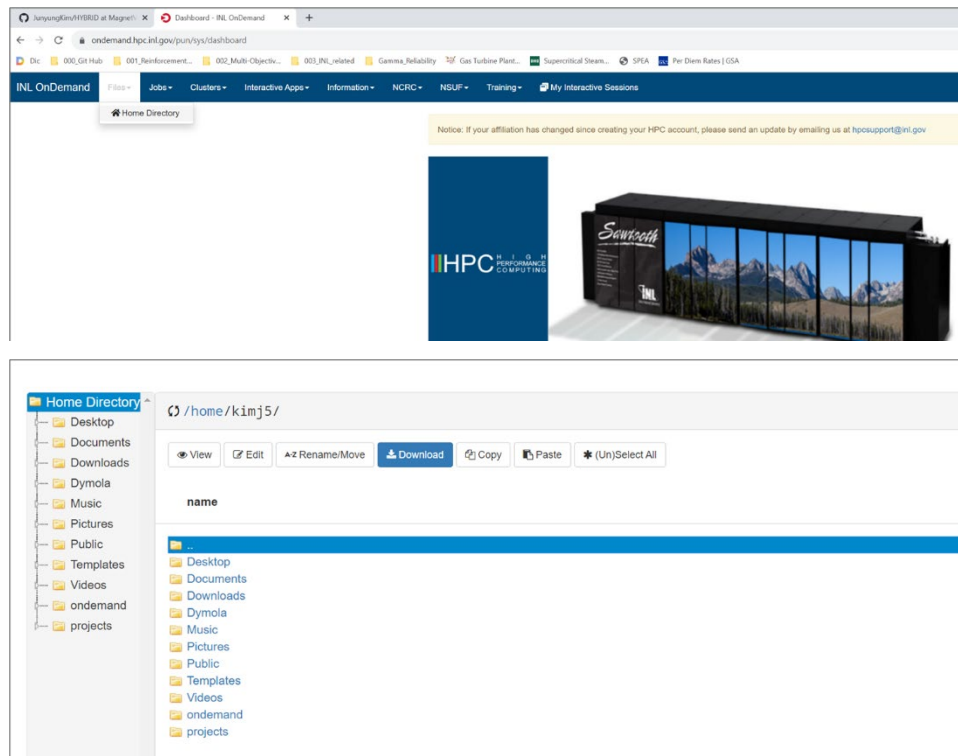 JunyungKim/HYBRID at Magnet
Dashboard - INL OnDemand
ondemand.hpc.inl.gov/pun/sys/dashboard
Dic 000_Git Hub 001_Reinforcement... 002_Multi-Objectiv... 003_INL_related Gamma_Reliability Gas Turbine Plant... Supercritical Steam... SPEA Per Diem Rates | GSA
INL OnDemand Files Jobs Clusters Interactive Apps Information NCRC NSUF Training My Interactive Sessions
Home Directory
Notice: If your affiliation has changed since creating your HPC account, please send an update by emailing us at hpcsupport@inl.gov
HPC HIGH
PERFORMANCE
COMPUTING
Sawtooth
INL
Home Directory
Desktop
Documents
Downloads
Dymola
Music
Pictures
Public
Templates
Videos
ondemand
projects
/home/kimj5/
View Edit A-Z Rename/Move Download Copy Paste (Un)Select All
name
..
Desktop
Documents
Downloads
Dymola
Music
Pictures
Public
Templates
Videos
ondemand
projects